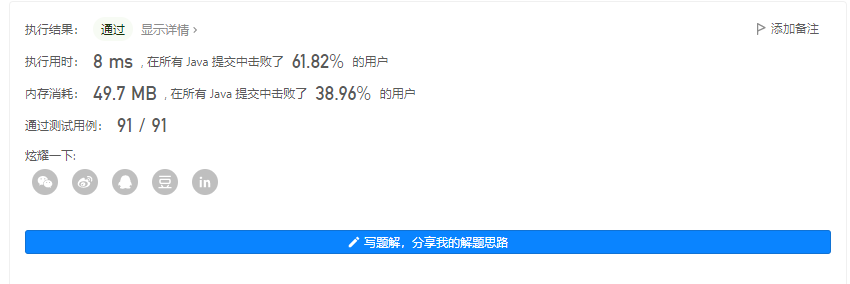 执行结果： 通过 显示详情 > 添加备注
执行用时： 8 ms , 在所有 Java 提交中击败了 61.82% 的用户
内存消耗： 49.7 MB , 在所有 Java 提交中击败了 38.96% 的用户
通过测试用例： 91 / 91
炫耀一下:
豆 in
写题解，分享我的解题思路